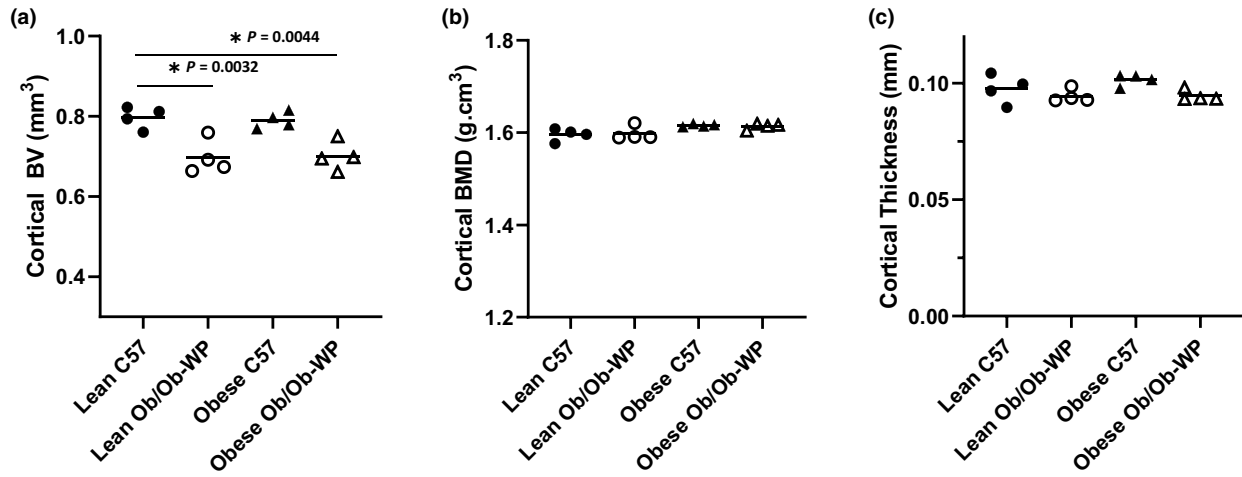 (a)
Cortical BV (mm³)
1.0
0.8
0.6
0.4
* P = 0.0044
* P = 0.0032
Lean C57
Lean Ob/Ob-WP
Obese C57
Obese Ob/Ob-WP
(b)
Cortical BMD (g.cm³)
1.8
1.6
1.4
1.2
Lean C57
Lean Ob/Ob-WP
Obese C57
Obese Ob/Ob-WP
(c)
Cortical Thickness (mm)
0.10
0.05
0.00
Lean C57
Lean Ob/Ob-WP
Obese C57
Obese Ob/Ob-WP